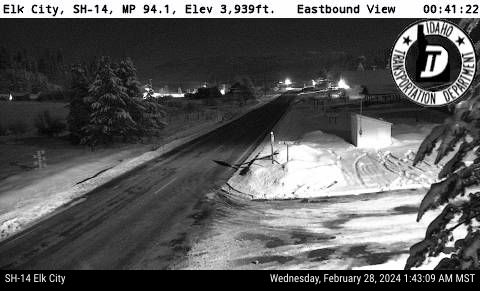 Elk City, SH-14, MP 94.1, Elev 3,939ft. Eastbound View 00:41:22
IDAHO
TRANSPORTATION DEPARTMENT
SH-14 Elk City Wednesday, February 28, 2024 1:43:09 AM MST